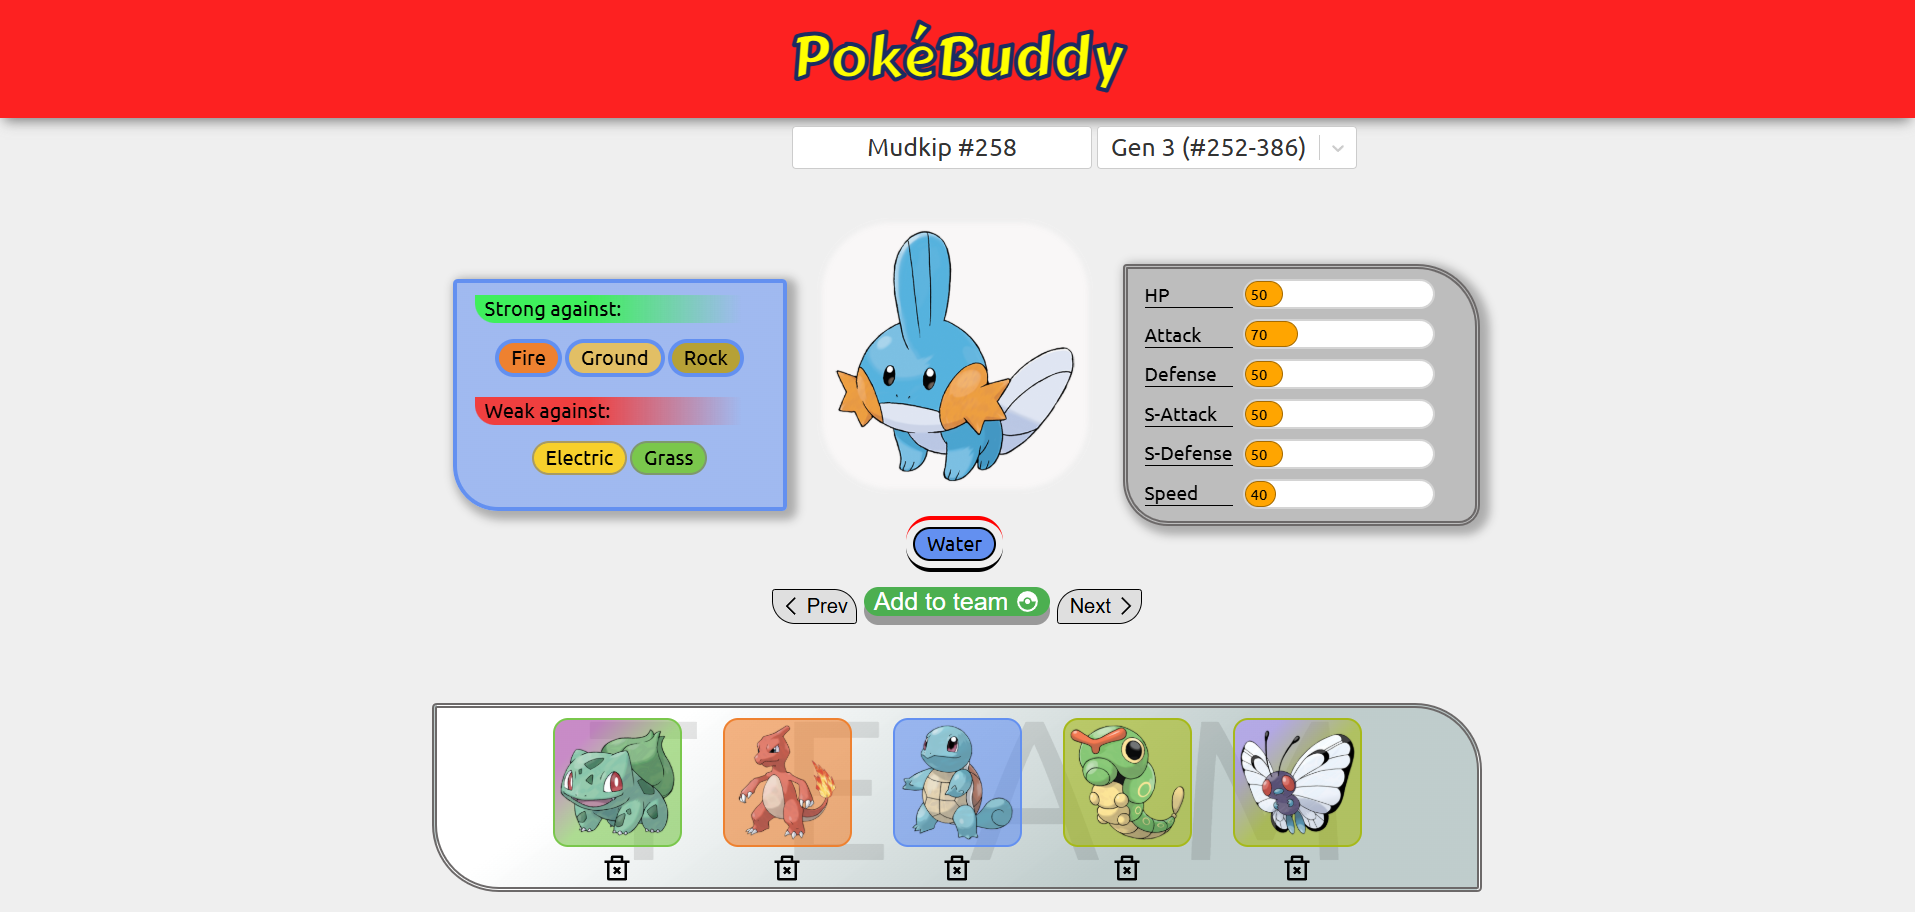 PokéBuddy
Mudkip #258
Gen 3 (#252-386)
Strong against:
Fire
Ground
Rock
Weak against:
Electric
Grass
HP 50
Attack 70
Defense 50
S-Attack 50
S-Defense 50
Speed 40
Water
Prev
Add to team
Next
TEAM